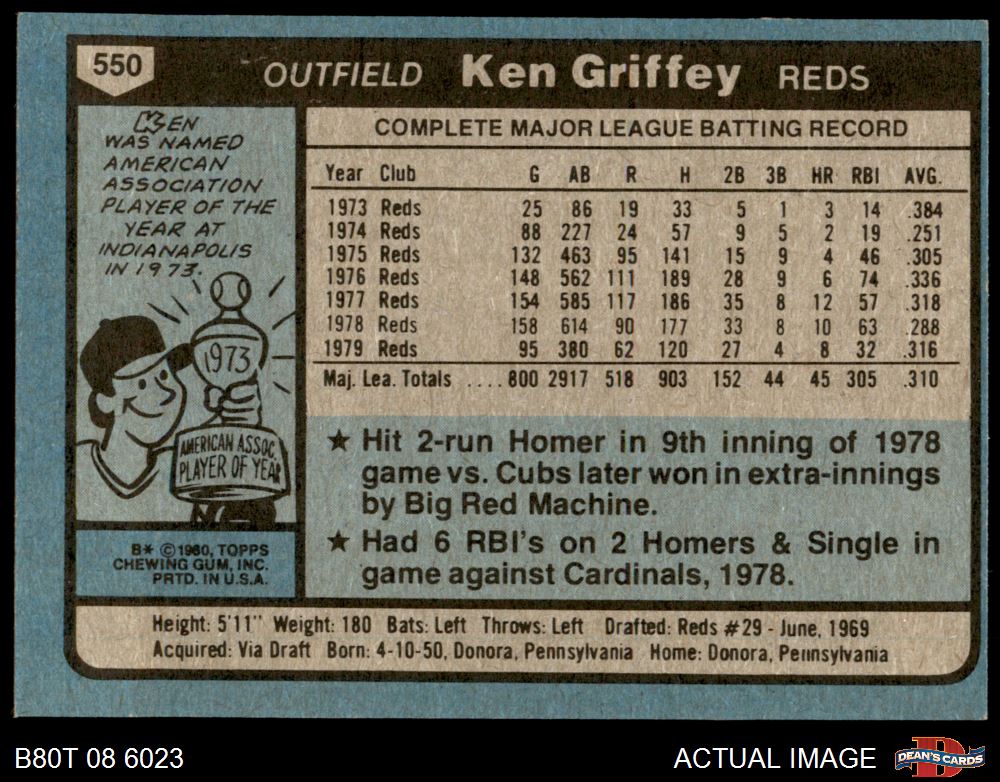 550 OUTFIELD Ken Griffey REDS
KEN
WAS NAMED
AMERICAN
ASSOCIATION
PLAYER OF THE
YEAR AT
INDIANAPOLIS
IN 1973.
1973
AMERICAN ASSOC.
PLAYER OF YEAR
B* ©1980, TOPPS
CHEWING GUM, INC.
PRTD. IN U.S.A.
COMPLETE MAJOR LEAGUE BATTING RECORD
Year Club G AB R H 2B 3B HR RBI AVG.
1973 Reds 25 86 19 33 5 1 3 14 .384
1974 Reds 88 227 24 57 9 5 2 19 .251
1975 Reds 132 463 95 141 15 9 4 46 .305
1976 Reds 148 562 111 189 28 9 6 74 .336
1977 Reds 154 585 117 186 35 8 12 57 .318
1978 Reds 158 614 90 177 33 8 10 63 .288
1979 Reds 95 380 62 120 27 4 8 32 .316
Maj. Lea. Totals ....800 2917 518 903 152 44 45 305 .310
★ Hit 2-run Homer in 9th inning of 1978
game vs. Cubs later won in extra-innings
by Big Red Machine.
★ Had 6 RBI's on 2 Homers & Single in
game against Cardinals, 1978.
Height: 5'11" Weight: 180 Bats: Left Throws: Left Drafted: Reds #29 - June, 1969
Acquired: Via Draft Born: 4-10-50, Donora, Pennsylvania Home: Donora, Pennsylvania
B80T 08 6023 ACTUAL IMAGE D DEAN'S CARDS